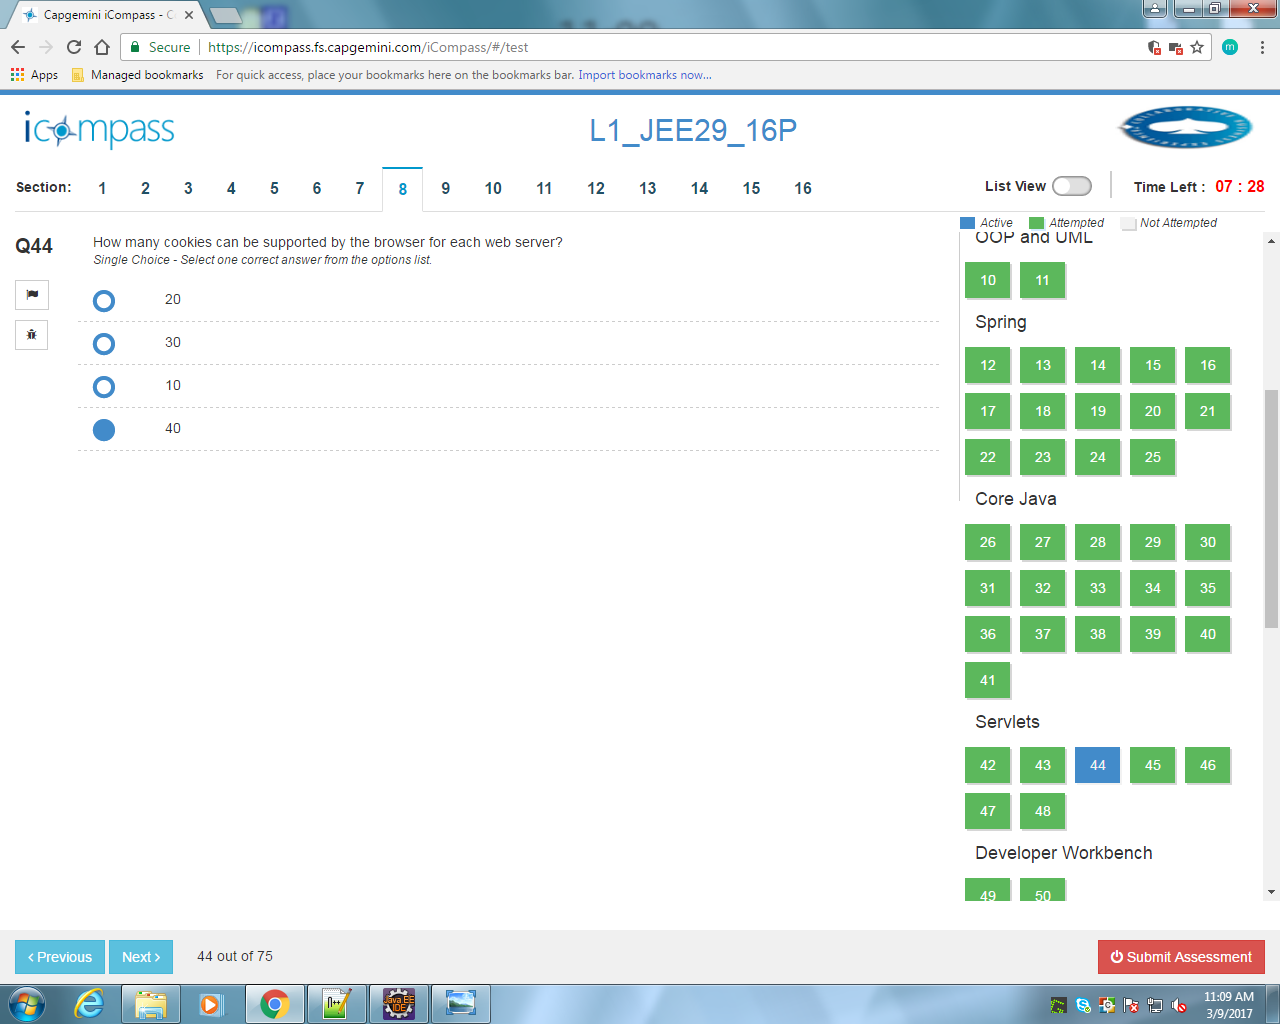 Capgemini iCompass - C
Secure https://icompass.fs.capgemini.com/iCompass/#/test
m
Apps Managed bookmarks For quick access, place your bookmarks here on the bookmarks bar. Import bookmarks now...
icompass
L1_JEE29_16P
Section: 1 2 3 4 5 6 7 8 9 10 11 12 13 14 15 16
List View Time Left : 07 : 28
Active Attempted Not Attempted
Q44
How many cookies can be supported by the browser for each web server?
Single Choice - Select one correct answer from the options list.
20
30
10
40
OOP and UML
10 11
Spring
12 13 14 15 16
17 18 19 20 21
22 23 24 25
Core Java
26 27 28 29 30
31 32 33 34 35
36 37 38 39 40
41
Servlets
42 43 44 45 46
47 48
Developer Workbench
49 50
‹ Previous Next › 44 out of 75 Submit Assessment
Java EE
IDE
11:09 AM
3/9/2017